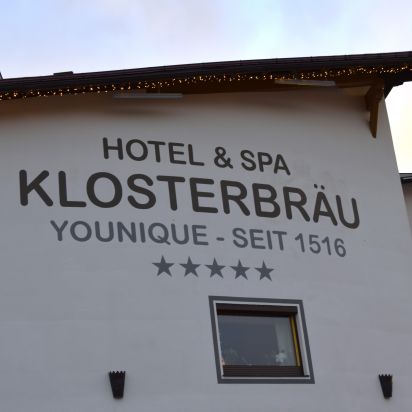 HOTEL & SPA
KLOSTERBRÄU
YOUNIQUE - SEIT 1516
★★★★★